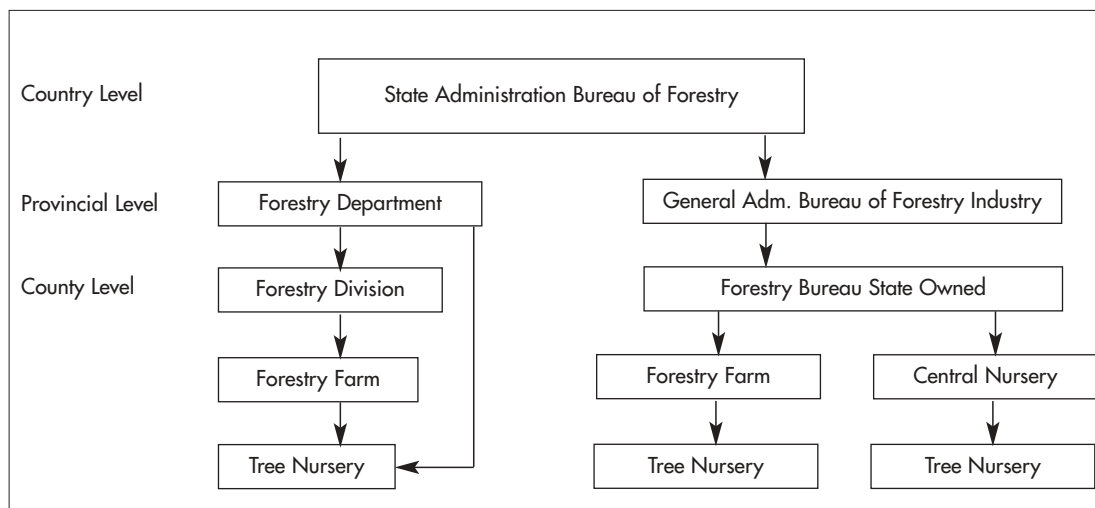 Country Level
State Administration Bureau of Forestry
Provincial Level
Forestry Department
General Adm. Bureau of Forestry Industry
County Level
Forestry Division
Forestry Bureau State Owned
Forestry Farm
Forestry Farm
Central Nursery
Tree Nursery
Tree Nursery
Tree Nursery